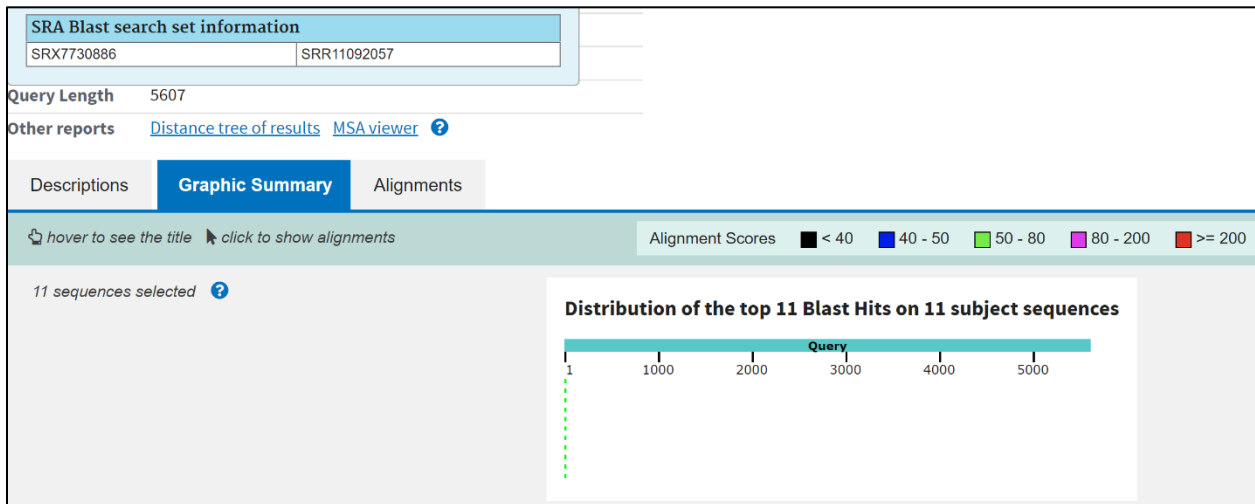 SRA Blast search set information
SRX7730886 SRR11092057
Query Length 5607
Other reports Distance tree of results MSA viewer ?
Descriptions Graphic Summary Alignments
hover to see the title click to show alignments Alignment Scores < 40 40 - 50 50 - 80 80 - 200 >= 200
11 sequences selected ?
Distribution of the top 11 Blast Hits on 11 subject sequences
Query
1 1000 2000 3000 4000 5000